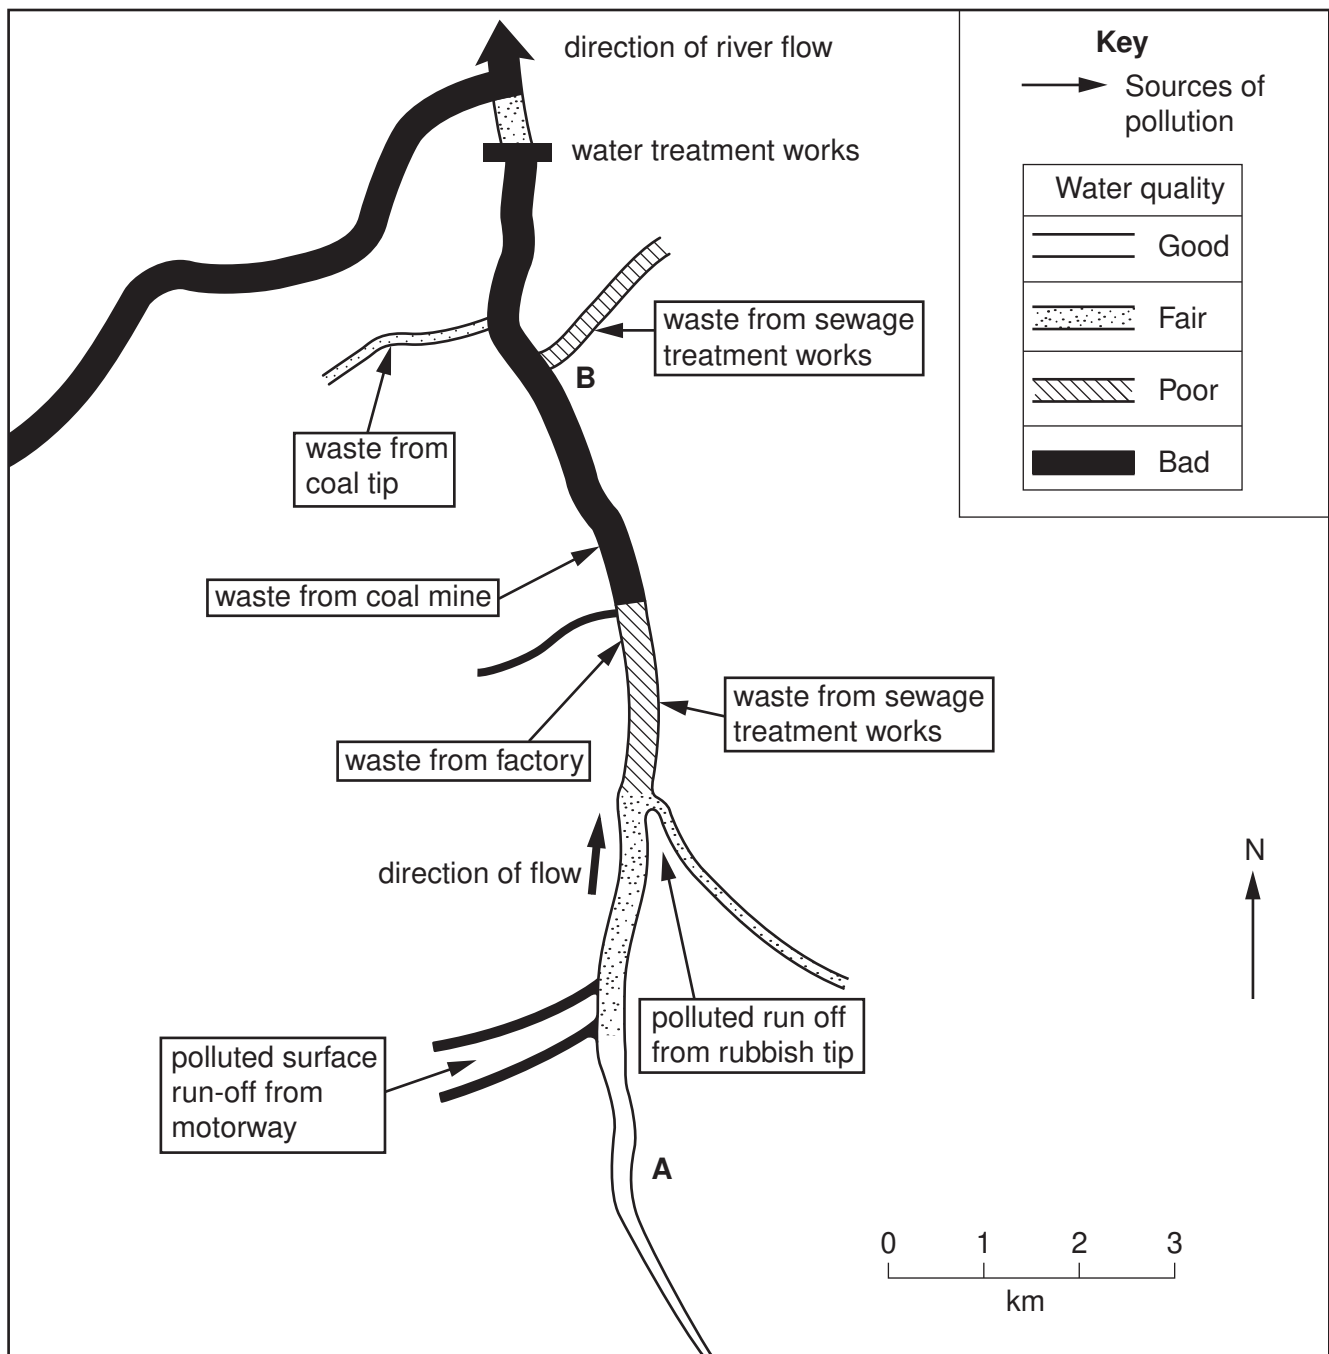 direction of river flow
water treatment works
Key
Sources of
pollution
Water quality
Good
Fair
Poor
Bad
waste from sewage
treatment works
B
waste from
coal tip
waste from coal mine
waste from sewage
treatment works
waste from factory
direction of flow
N
polluted run off
from rubbish tip
polluted surface
run-off from
motorway
A
0 1 2 3
km